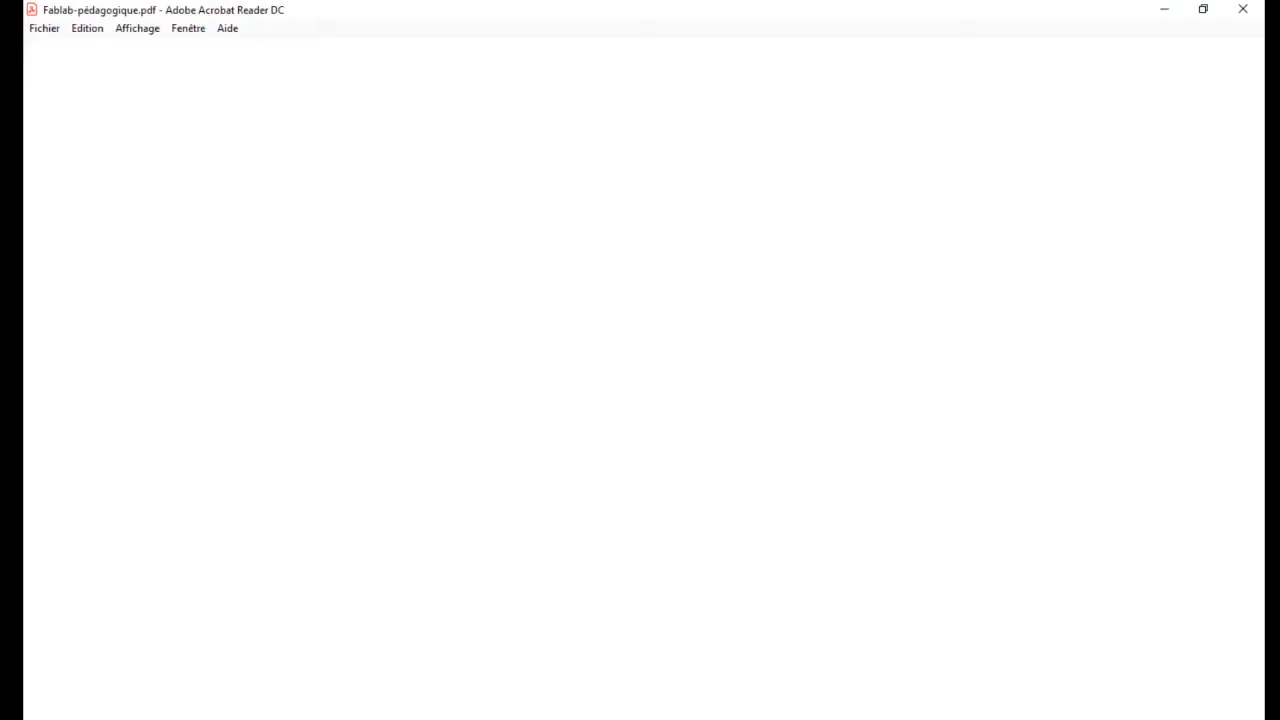 Fablab-pédagogique.pdf - Adobe Acrobat Reader DC
Fichier Edition Affichage Fenêtre Aide